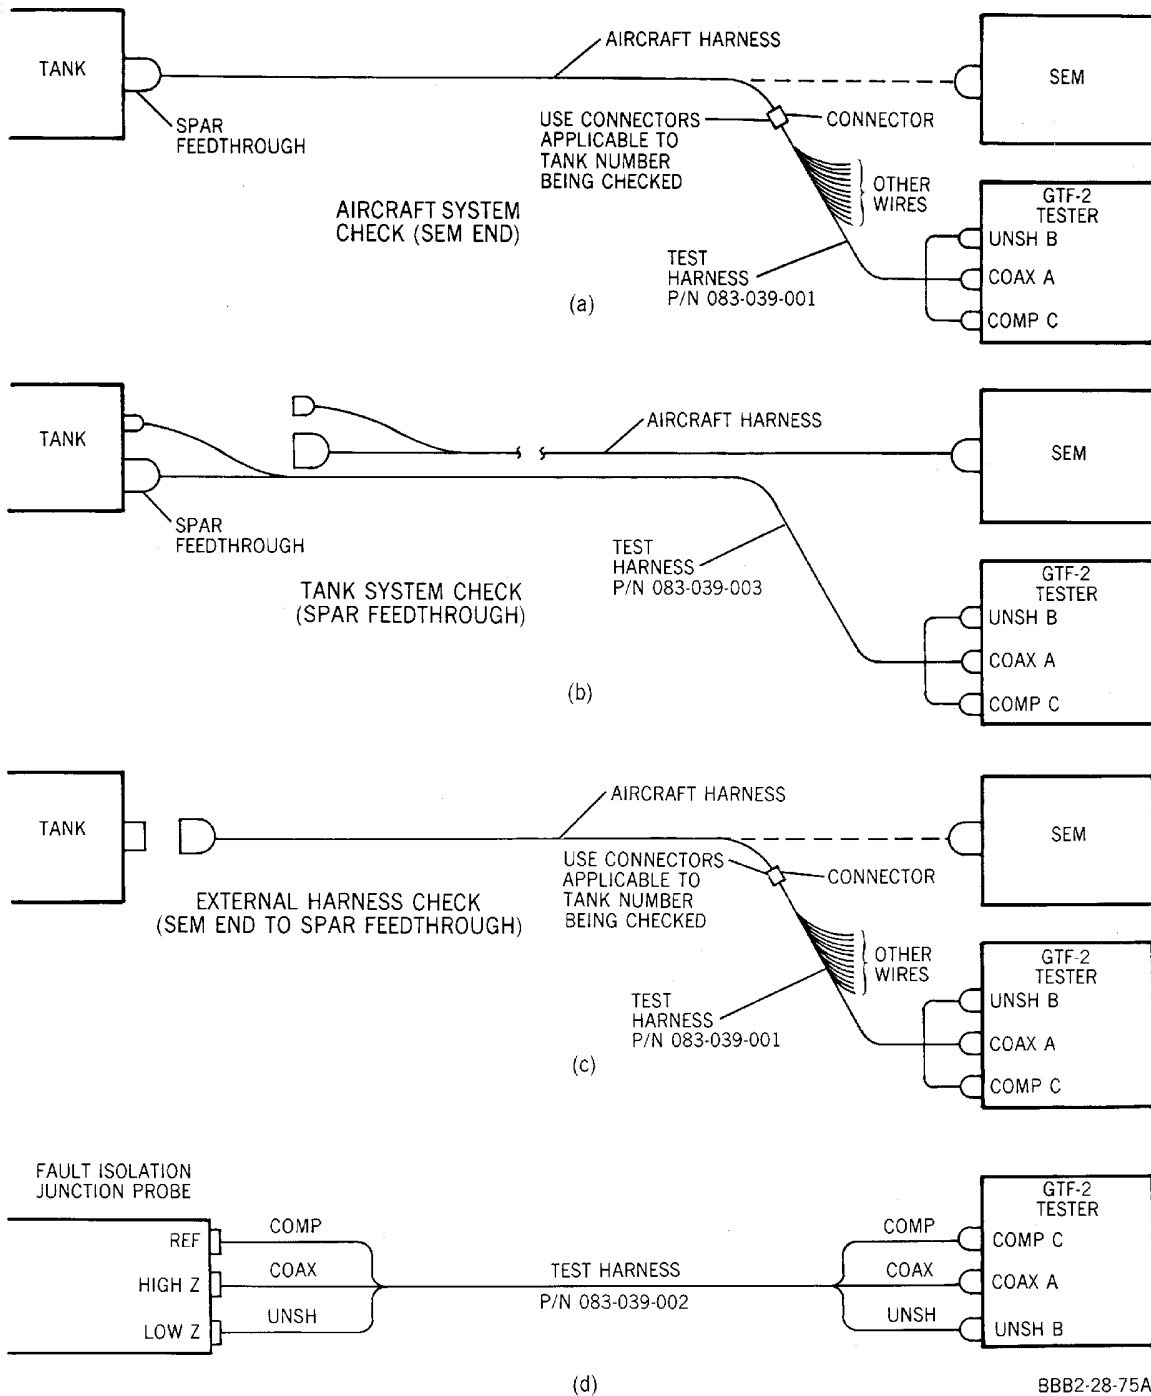 AIRCRAFT HARNESS
TANK
SEM
SPAR
FEEDTHROUGH
USE CONNECTORS
APPLICABLE TO
TANK NUMBER
BEING CHECKED
CONNECTOR
OTHER
WIRES
AIRCRAFT SYSTEM
CHECK (SEM END)
TEST
HARNESS
P/N 083-039-001
GTF-2
TESTER
UNSH B
COAX A
COMP C
(a)
TANK
AIRCRAFT HARNESS
SEM
SPAR
FEEDTHROUGH
TEST
HARNESS
P/N 083-039-003
TANK SYSTEM CHECK
(SPAR FEEDTHROUGH)
GTF-2
TESTER
UNSH B
COAX A
COMP C
(b)
AIRCRAFT HARNESS
TANK
SEM
USE CONNECTORS
APPLICABLE TO
TANK NUMBER
BEING CHECKED
CONNECTOR
EXTERNAL HARNESS CHECK
(SEM END TO SPAR FEEDTHROUGH)
OTHER
WIRES
TEST
HARNESS
P/N 083-039-001
GTF-2
TESTER
UNSH B
COAX A
COMP C
(c)
FAULT ISOLATION
JUNCTION PROBE
REF
HIGH Z
LOW Z
COMP
COAX
UNSH
TEST HARNESS
P/N 083-039-002
COMP
COAX
UNSH
GTF-2
TESTER
COMP C
COAX A
UNSH B
(d)
BBB2-28-75A